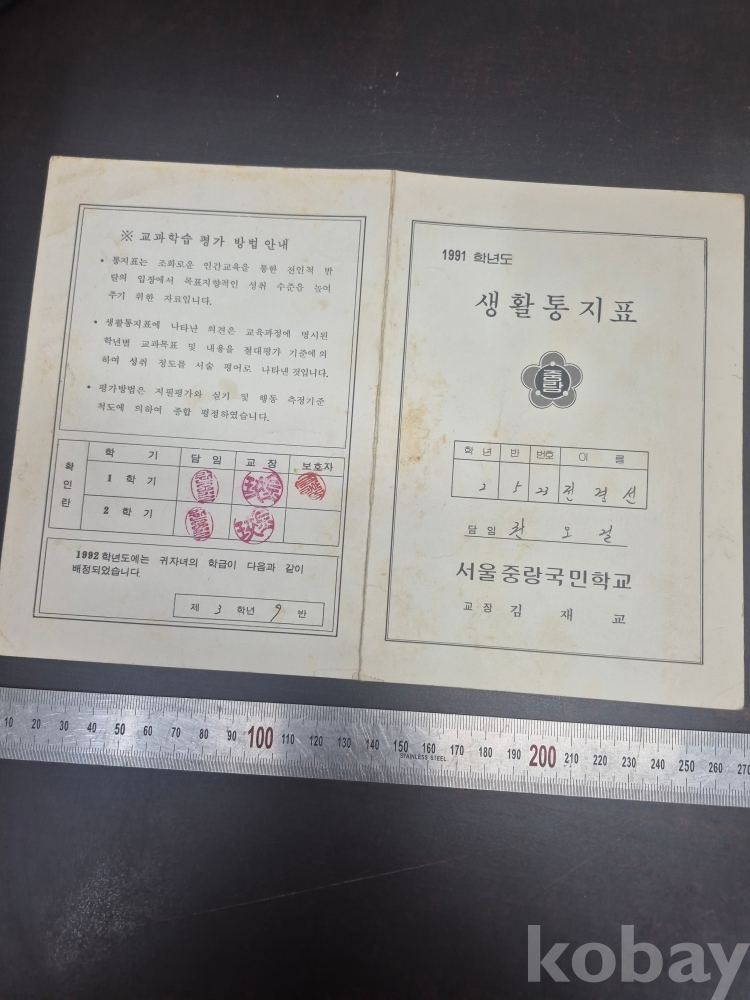 ※ 교과학습 평가 방법 안내
• 통지표는 조화로운 인간교육을 통한 전인적 발
달의 입장에서 목표지향적인 성취 수준을 높여
주기 위한 자료입니다.
• 생활통지표에 나타난 의견은 교육과정에 명시된
학년별 교과목표 및 내용을 절대평가 기준에 의
하여 성취 정도를 서술 평어로 나타낸 것입니다.
• 평가방법은 지필평가와 실기 및 행동 측정기준
척도에 의하여 종합 평정하였습니다.
확인란
학 기 담 임 교 장 보호자
1 학 기
2 학 기
1992 학년도에는 귀자녀의 학급이 다음과 같이
배정되었습니다
제 3 학년 9 반
1991 학년도
생활통지표
중랑
학 년 반 번호 이 름
2 5 23 전 경 선
담 임
서울중랑국민학교
교 장 김 재 교
10 20 30 40 50 60 70 80 90 100 110 120 130 140 150 160 170 180 190 200 210 220 230 240 250 260 270
STAINLESS STEEL
kobay